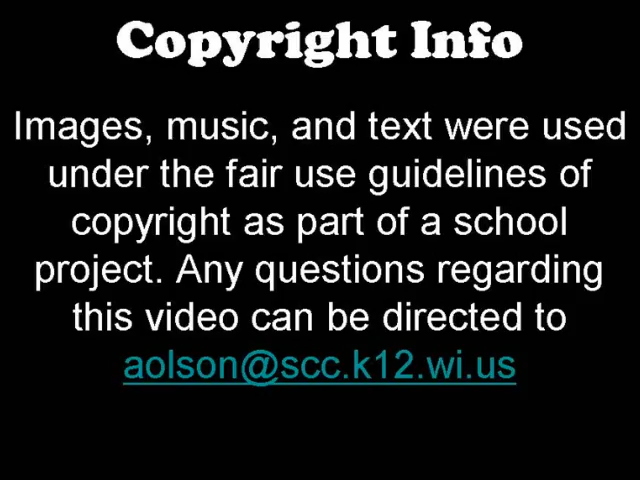 Copyright Info
Images, music, and text were used
under the fair use guidelines of
copyright as part of a school
project. Any questions regarding
this video can be directed to
aolson@scc.k12.wi.us